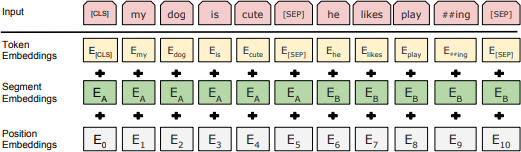 Input [CLS] my dog is cute [SEP] he likes play ##ing [SEP]
Token Embeddings E[CLS] Emy Edog Eis Ecute E[SEP] Ehe Elikes Eplay E##ing E[SEP]
Segment Embeddings EA EA EA EA EA EA EB EB EB EB EB
Position Embeddings E0 E1 E2 E3 E4 E5 E6 E7 E8 E9 E10